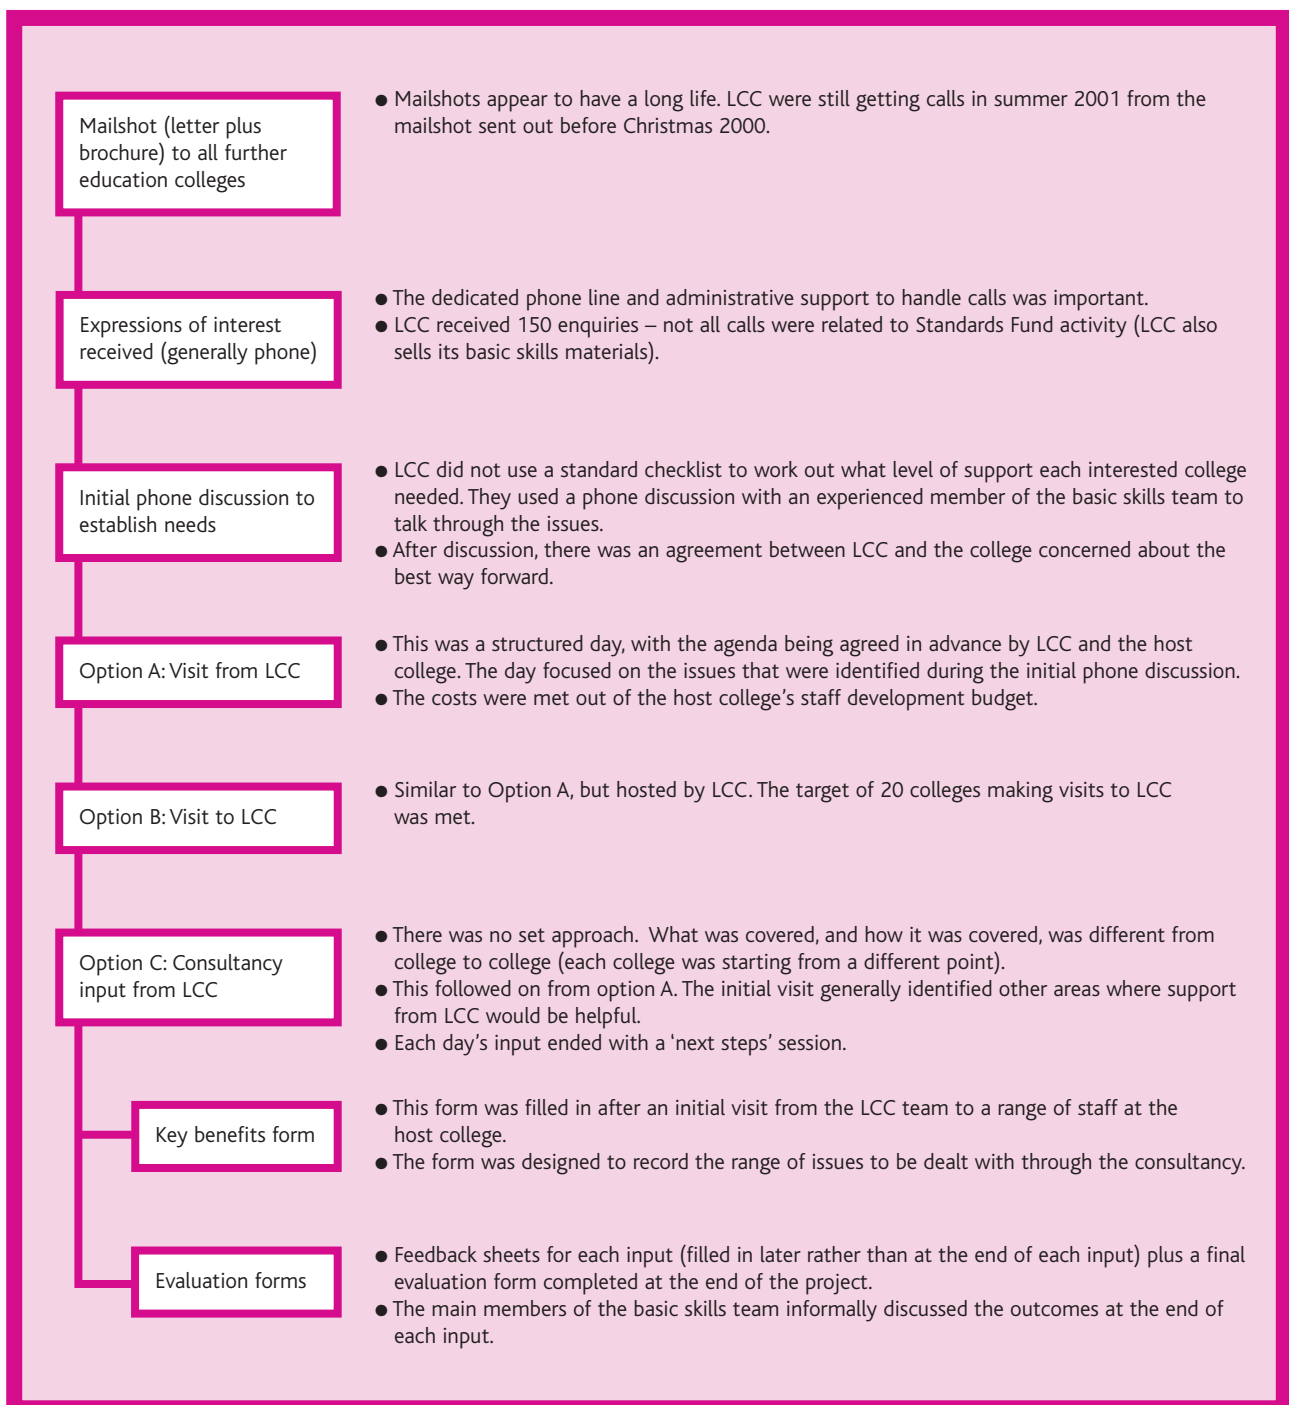 Mailshot (letter plus
brochure) to all further
education colleges
● Mailshots appear to have a long life. LCC were still getting calls in summer 2001 from the
mailshot sent out before Christmas 2000.
Expressions of interest
received (generally phone)
● The dedicated phone line and administrative support to handle calls was important.
● LCC received 150 enquiries – not all calls were related to Standards Fund activity (LCC also
sells its basic skills materials).
Initial phone discussion to
establish needs
● LCC did not use a standard checklist to work out what level of support each interested college
needed. They used a phone discussion with an experienced member of the basic skills team to
talk through the issues.
● After discussion, there was an agreement between LCC and the college concerned about the
best way forward.
Option A: Visit from LCC
● This was a structured day, with the agenda being agreed in advance by LCC and the host
college. The day focused on the issues that were identified during the initial phone discussion.
● The costs were met out of the host college's staff development budget.
Option B: Visit to LCC
● Similar to Option A, but hosted by LCC. The target of 20 colleges making visits to LCC
was met.
Option C: Consultancy
input from LCC
● There was no set approach. What was covered, and how it was covered, was different from
college to college (each college was starting from a different point).
● This followed on from option A. The initial visit generally identified other areas where support
from LCC would be helpful.
● Each day's input ended with a 'next steps' session.
Key benefits form
● This form was filled in after an initial visit from the LCC team to a range of staff at the
host college.
● The form was designed to record the range of issues to be dealt with through the consultancy.
Evaluation forms
● Feedback sheets for each input (filled in later rather than at the end of each input) plus a final
evaluation form completed at the end of the project.
● The main members of the basic skills team informally discussed the outcomes at the end of
each input.